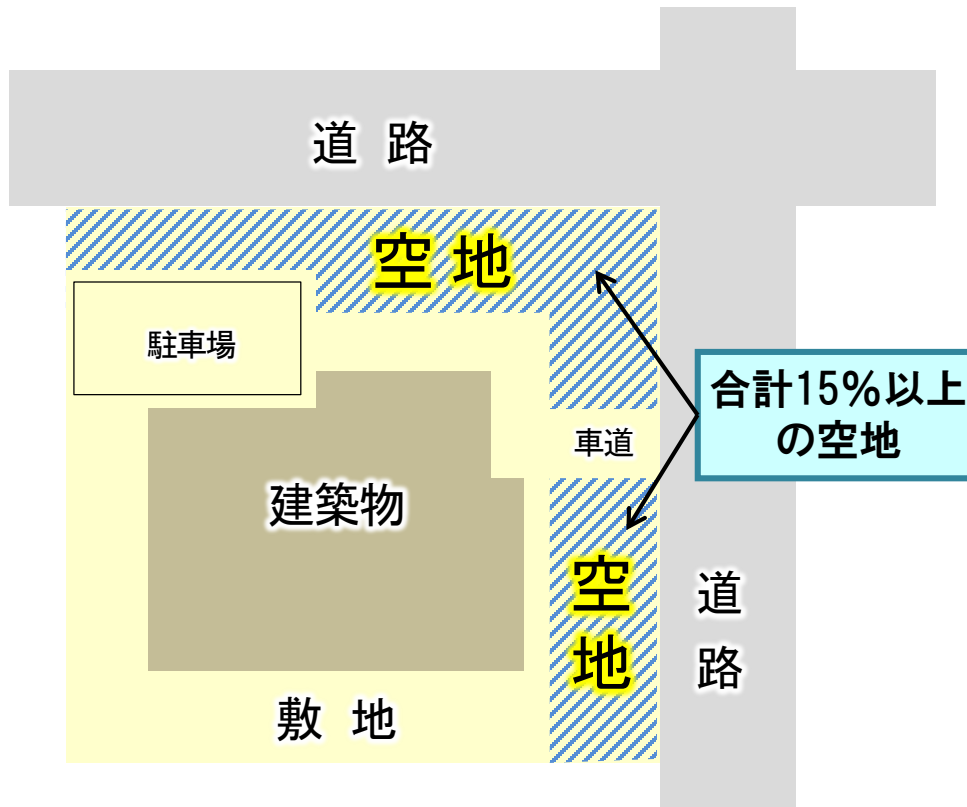 道 路
空 地
駐車場
合計15％以上
の空地
車道
建築物
空
地
道
路
敷 地